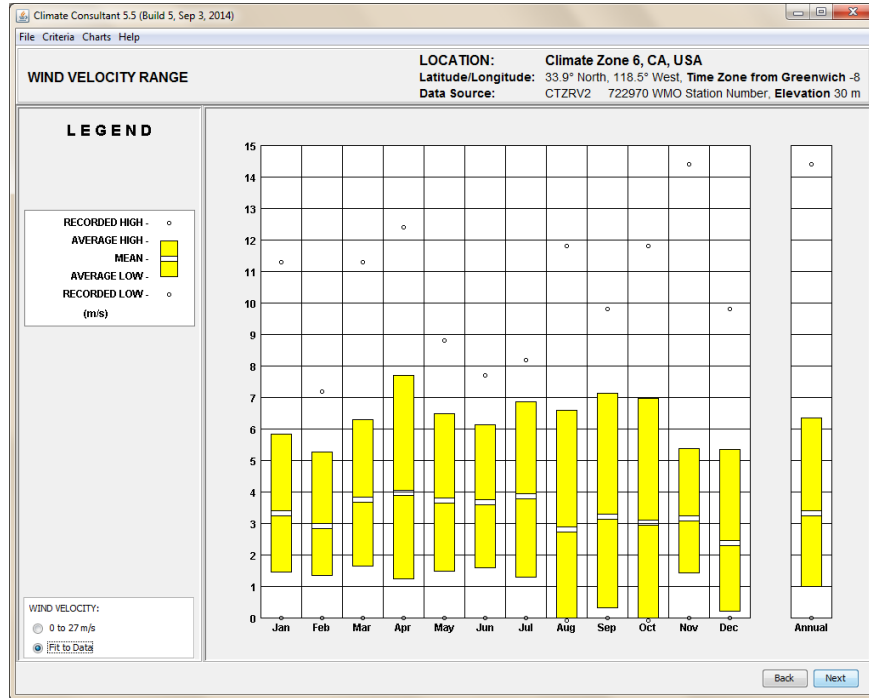 Climate Consultant 5.5 (Build 5, Sep 3, 2014)
File Criteria Charts Help
WIND VELOCITY RANGE
LOCATION: Climate Zone 6, CA, USA
Latitude/Longitude: 33.9° North, 118.5° West, Time Zone from Greenwich -8
Data Source: CTZRV2 722970 WMO Station Number, Elevation 30 m
LEGEND
RECORDED HIGH -
AVERAGE HIGH -
MEAN -
AVERAGE LOW -
RECORDED LOW -
(m/s)
WIND VELOCITY:
0 to 27 m/s
Fit to Data
15
14
13
12
11
10
9
8
7
6
5
4
3
2
1
0
Jan Feb Mar Apr May Jun Jul Aug Sep Oct Nov Dec Annual
Back Next